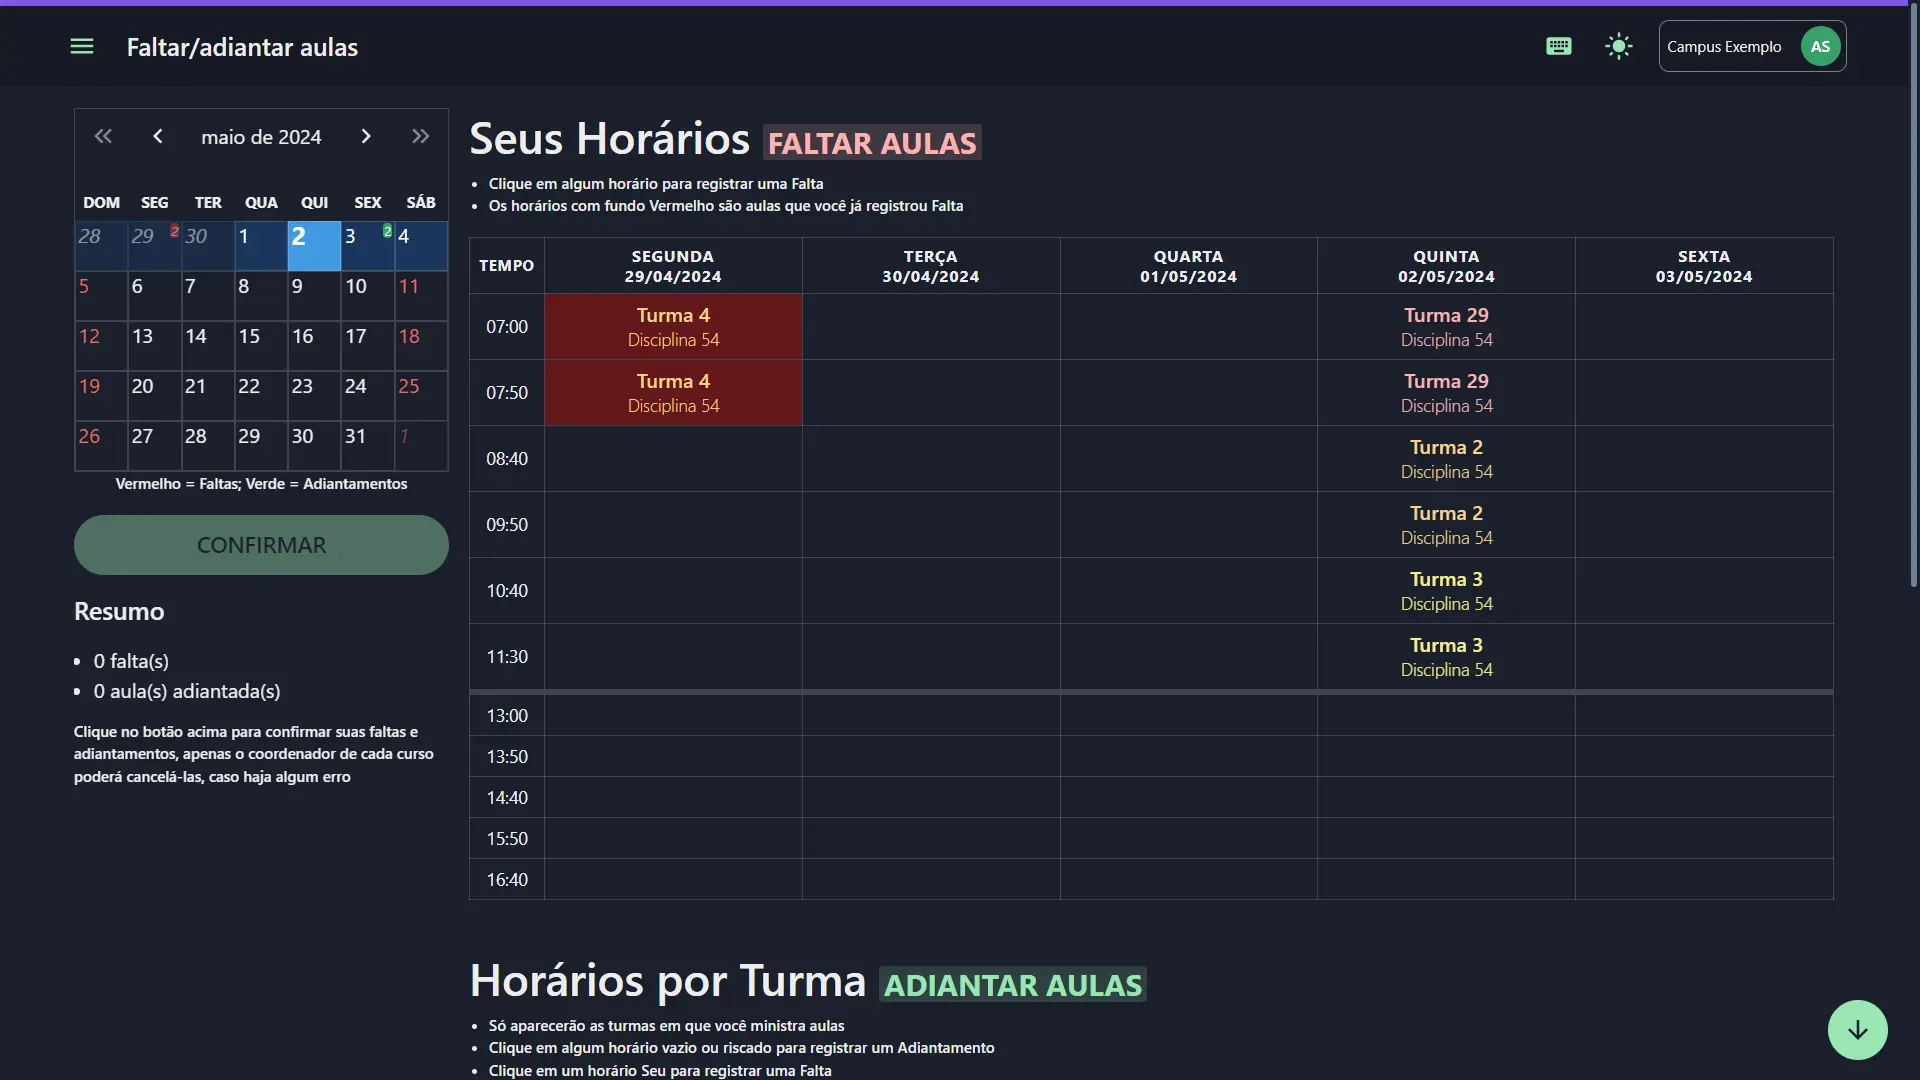 Faltar/adiantar aulas
Campus Exemplo
AS
maio de 2024
DOM SEG TER QUA QUI SEX SÁB
28 29 2 30 1 2 3 2 4
5 6 7 8 9 10 11
12 13 14 15 16 17 18
19 20 21 22 23 24 25
26 27 28 29 30 31 1
Vermelho = Faltas; Verde = Adiantamentos
CONFIRMAR
Resumo
• 0 falta(s)
• 0 aula(s) adiantada(s)
Clique no botão acima para confirmar suas faltas e
adiantamentos, apenas o coordenador de cada curso
poderá cancelá-las, caso haja algum erro
Seus Horários FALTAR AULAS
• Clique em algum horário para registrar uma Falta
• Os horários com fundo Vermelho são aulas que você já registrou Falta
TEMPO SEGUNDA TERÇA QUARTA QUINTA SEXTA
29/04/2024 30/04/2024 01/05/2024 02/05/2024 03/05/2024
07:00 Turma 4 Turma 29
Disciplina 54 Disciplina 54
07:50 Turma 4 Turma 29
Disciplina 54 Disciplina 54
08:40 Turma 2
Disciplina 54
09:50 Turma 2
Disciplina 54
10:40 Turma 3
Disciplina 54
11:30 Turma 3
Disciplina 54
13:00
13:50
14:40
15:50
16:40
Horários por Turma ADIANTAR AULAS
• Só aparecerão as turmas em que você ministra aulas
• Clique em algum horário vazio ou riscado para registrar um Adiantamento
• Clique em um horário Seu para registrar uma Falta